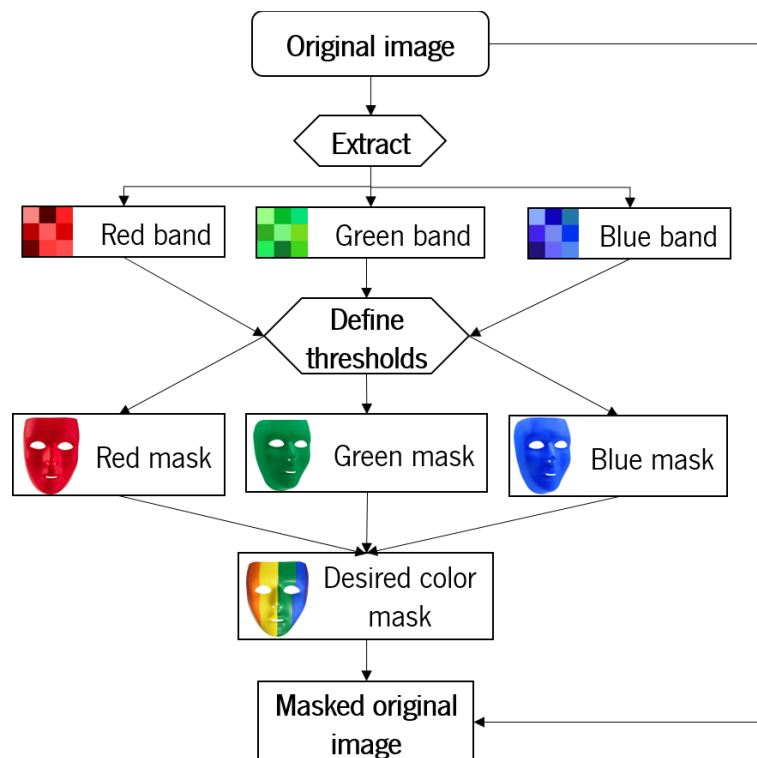 Original image
Extract
Red band
Green band
Blue band
Define
thresholds
Red mask
Green mask
Blue mask
Desired color
mask
Masked original
image